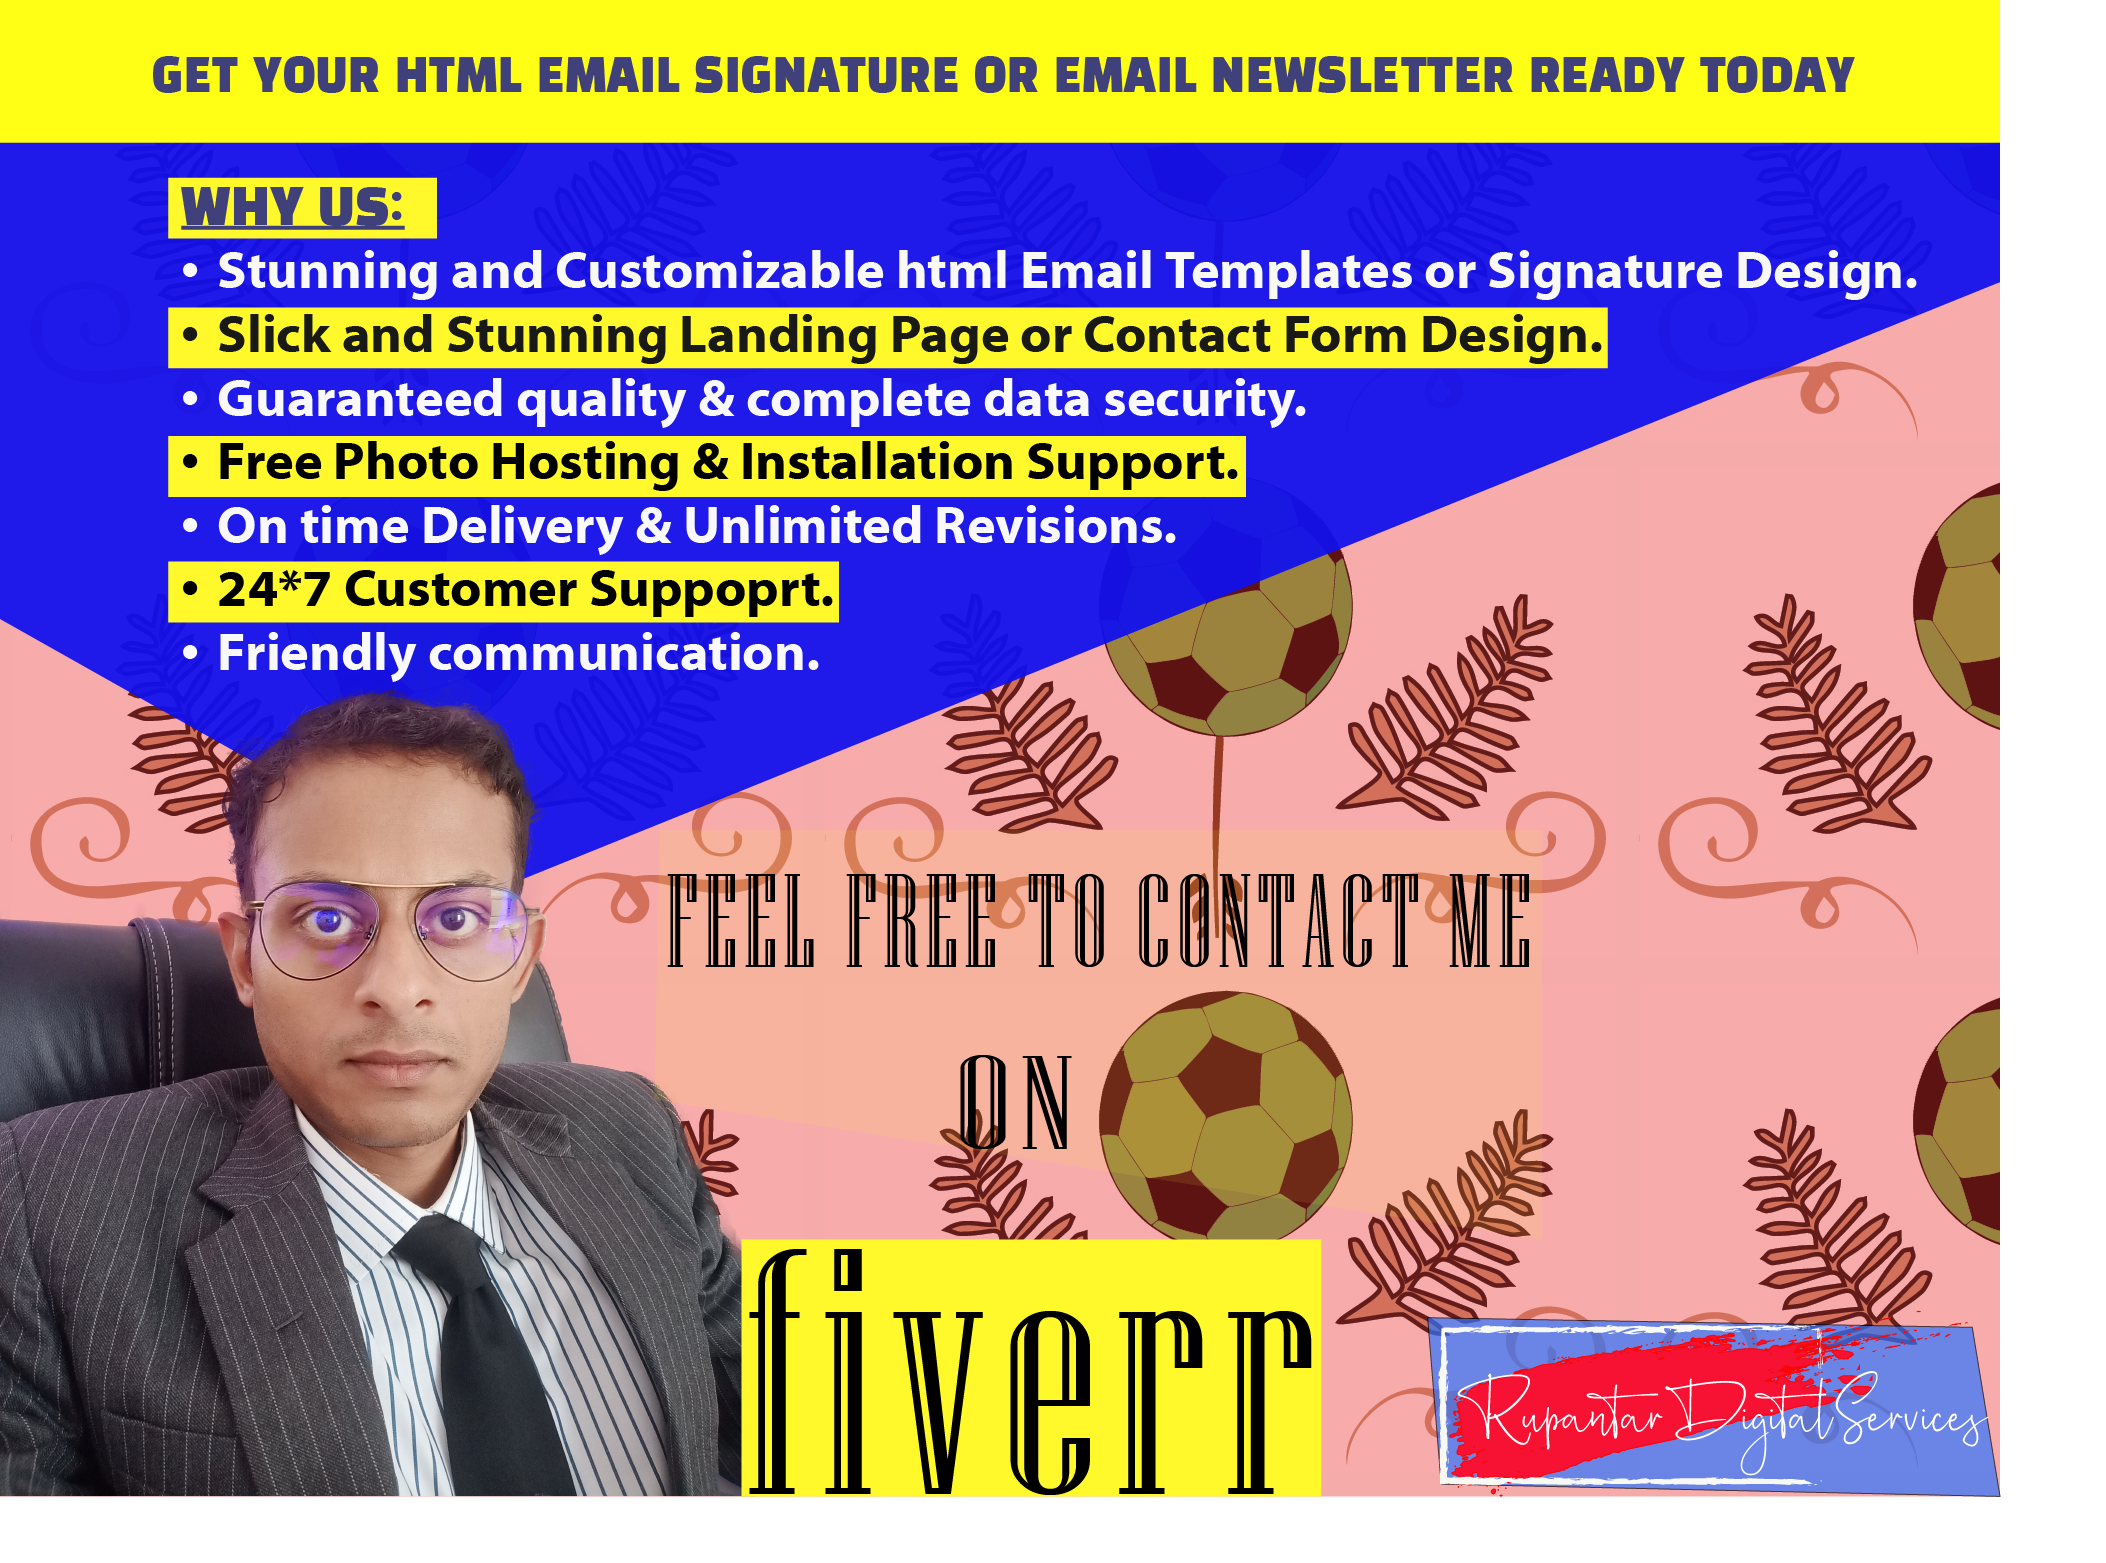 GET YOUR HTML EMAIL SIGNATURE OR EMAIL NEWSLETTER READY TODAY
WHY US:
• Stunning and Customizable html Email Templates or Signature Design.
• Slick and Stunning Landing Page or Contact Form Design.
• Guaranteed quality & complete data security.
• Free Photo Hosting & Installation Support.
• On time Delivery & Unlimited Revisions.
• 24*7 Customer Suppoprt.
• Friendly communication.
FEEL FREE TO CONTACT ME
ON
fiverr
Rupantar Digital Services